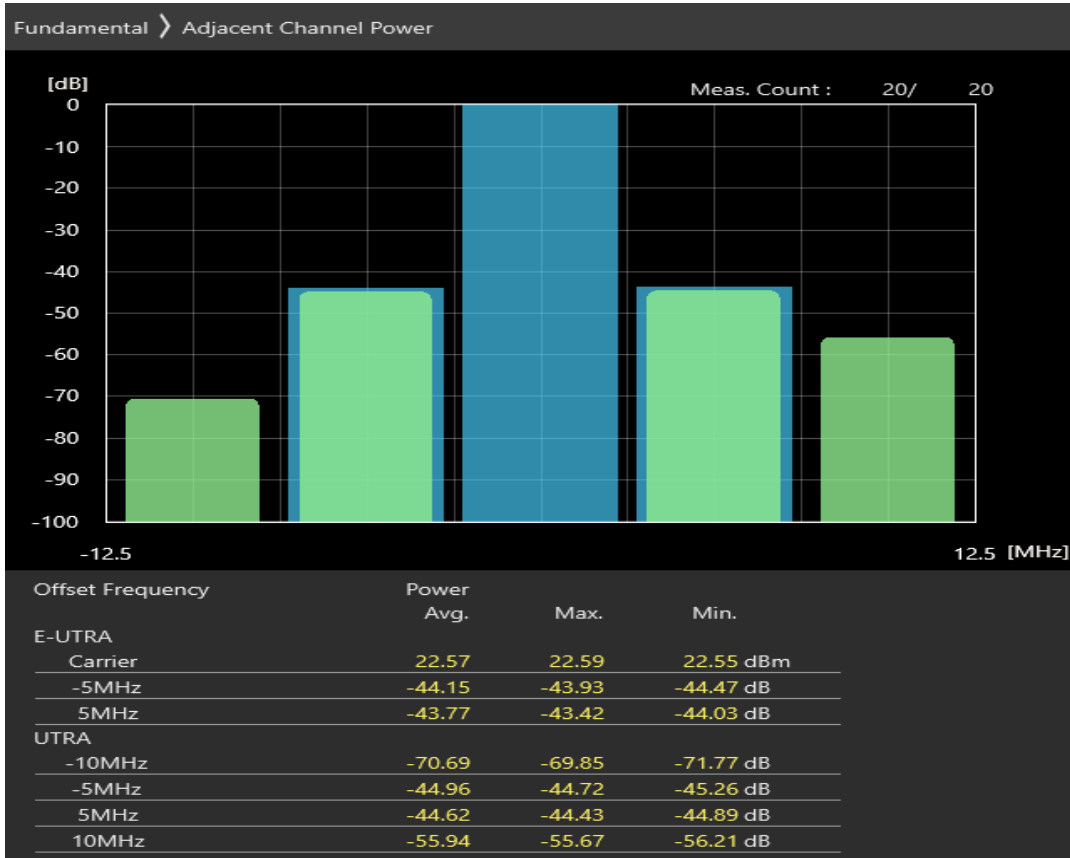 Fundamental 〉 Adjacent Channel Power
[dB]
Meas. Count : 20/ 20
0
-10
-20
-30
-40
-50
-60
-70
-80
-90
-100
-12.5 12.5 [MHz]
Offset Frequency Power
Avg. Max. Min.
E-UTRA
Carrier 22.57 22.59 22.55 dBm
-5MHz -44.15 -43.93 -44.47 dB
5MHz -43.77 -43.42 -44.03 dB
UTRA
-10MHz -70.69 -69.85 -71.77 dB
-5MHz -44.96 -44.72 -45.26 dB
5MHz -44.62 -44.43 -44.89 dB
10MHz -55.94 -55.67 -56.21 dB